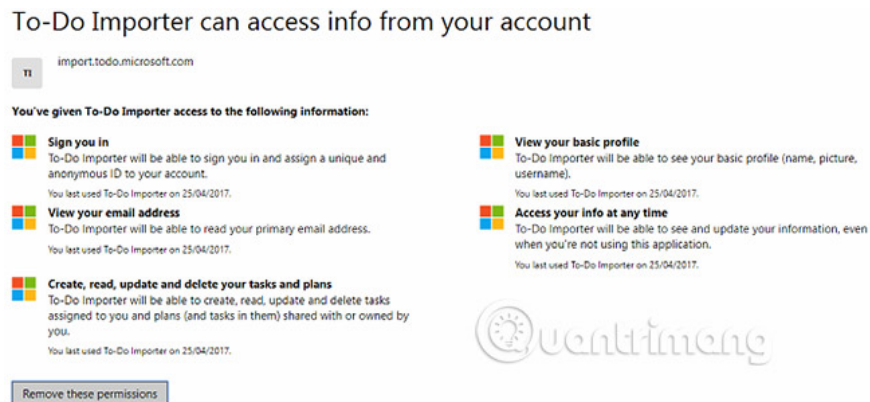 To-Do Importer can access info from your account
TI
import.todo.microsoft.com
You've given To-Do Importer access to the following information:
Sign you in
To-Do Importer will be able to sign you in and assign a unique and
anonymous ID to your account.
You last used To-Do Importer on 25/04/2017.
View your email address
To-Do Importer will be able to read your primary email address.
You last used To-Do Importer on 25/04/2017.
Create, read, update and delete your tasks and plans
To-Do Importer will be able to create, read, update and delete tasks
assigned to you and plans (and tasks in them) shared with or owned by
you.
You last used To-Do Importer on 25/04/2017.
View your basic profile
To-Do Importer will be able to see your basic profile (name, picture,
username).
You last used To-Do Importer on 25/04/2017.
Access your info at any time
To-Do Importer will be able to see and update your information, even
when you're not using this application.
You last used To-Do Importer on 25/04/2017.
Quantrimang
Remove these permissions